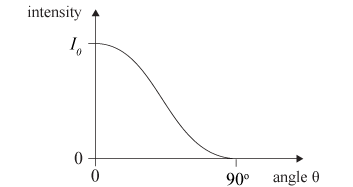 intensity
I₀
0
0
90°
angle θ